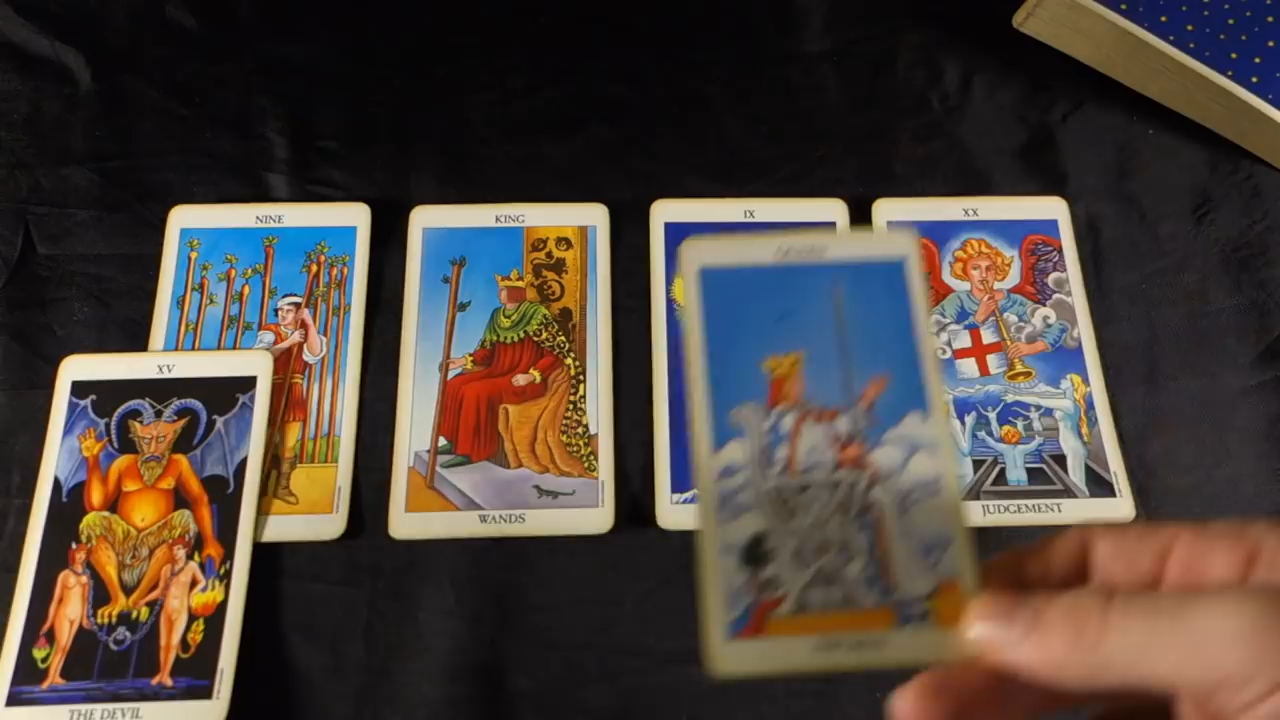 NINE
KING
IX
XX
XV
WANDS
JUDGEMENT
THE DEVIL